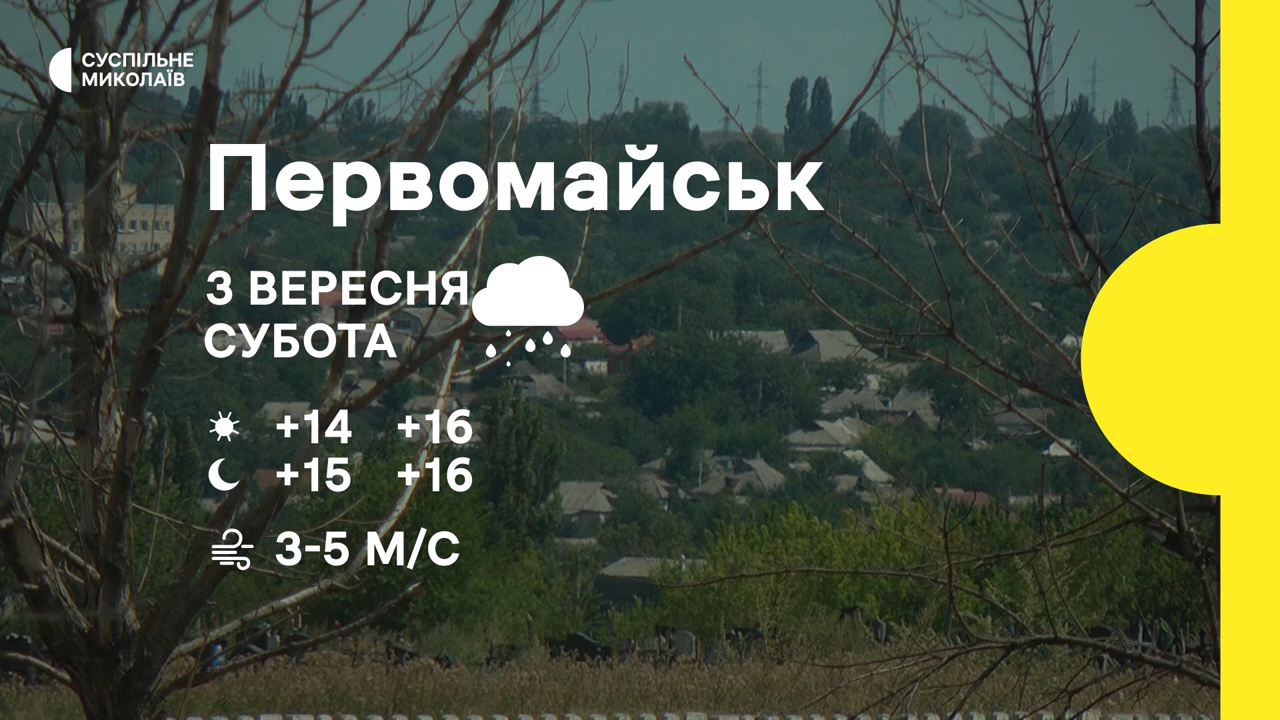 СУСПІЛЬНЕ
МИКОЛАЇВ
Первомайськ
3 ВЕРЕСНЯ
СУБОТА
+14 +16
+15 +16
3-5 М/С